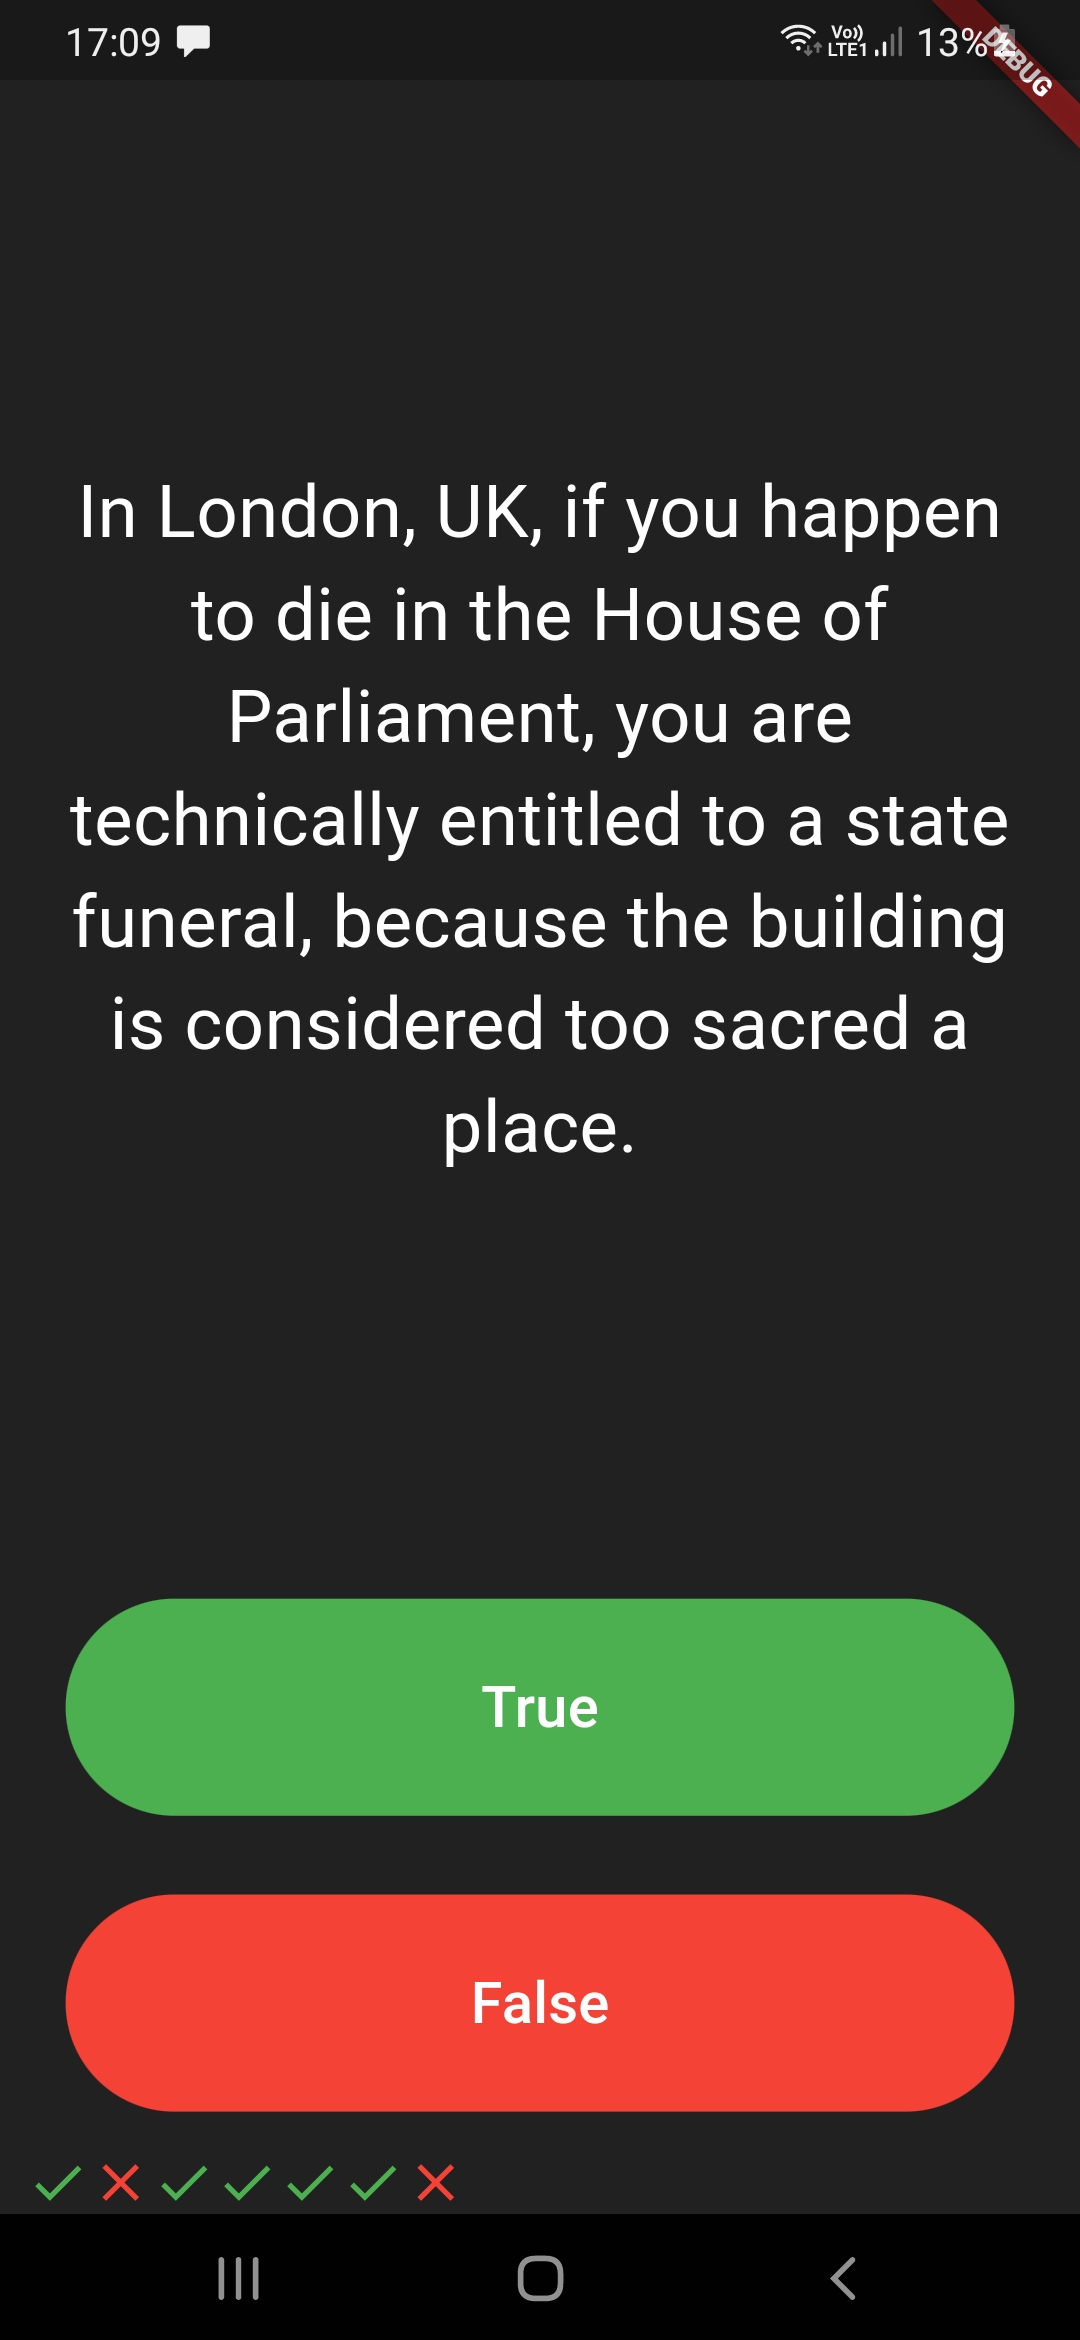 17:09
Vo))
LTE1
13%
DEBUG
In London, UK, if you happen
to die in the House of
Parliament, you are
technically entitled to a state
funeral, because the building
is considered too sacred a
place.
True
False